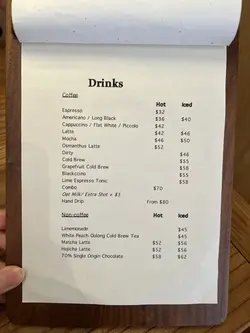 Drinks
Coffee
Hot Iced
Espresso $32
Americano / Long Black $36 $40
Cappuccino / Flat White / Piccolo $42
Latte $42 $46
Mocha $46 $50
Osmanthus Latte $52
Dirty $46
Cold Brew $55
Grapefruit Cold Brew $58
Blackccino $55
Lime Espresso Tonic $58
Combo $70
Oat Milk/ Extra Shot + $5
Hand Drip From $80
Non-coffee Hot Iced
Lemomade $45
White Peach Oolong Cold Brew Tea $45
Matcha Latte $52 $56
Hojicha Latte $52 $56
70% Single Origin Chocolate $58 $62